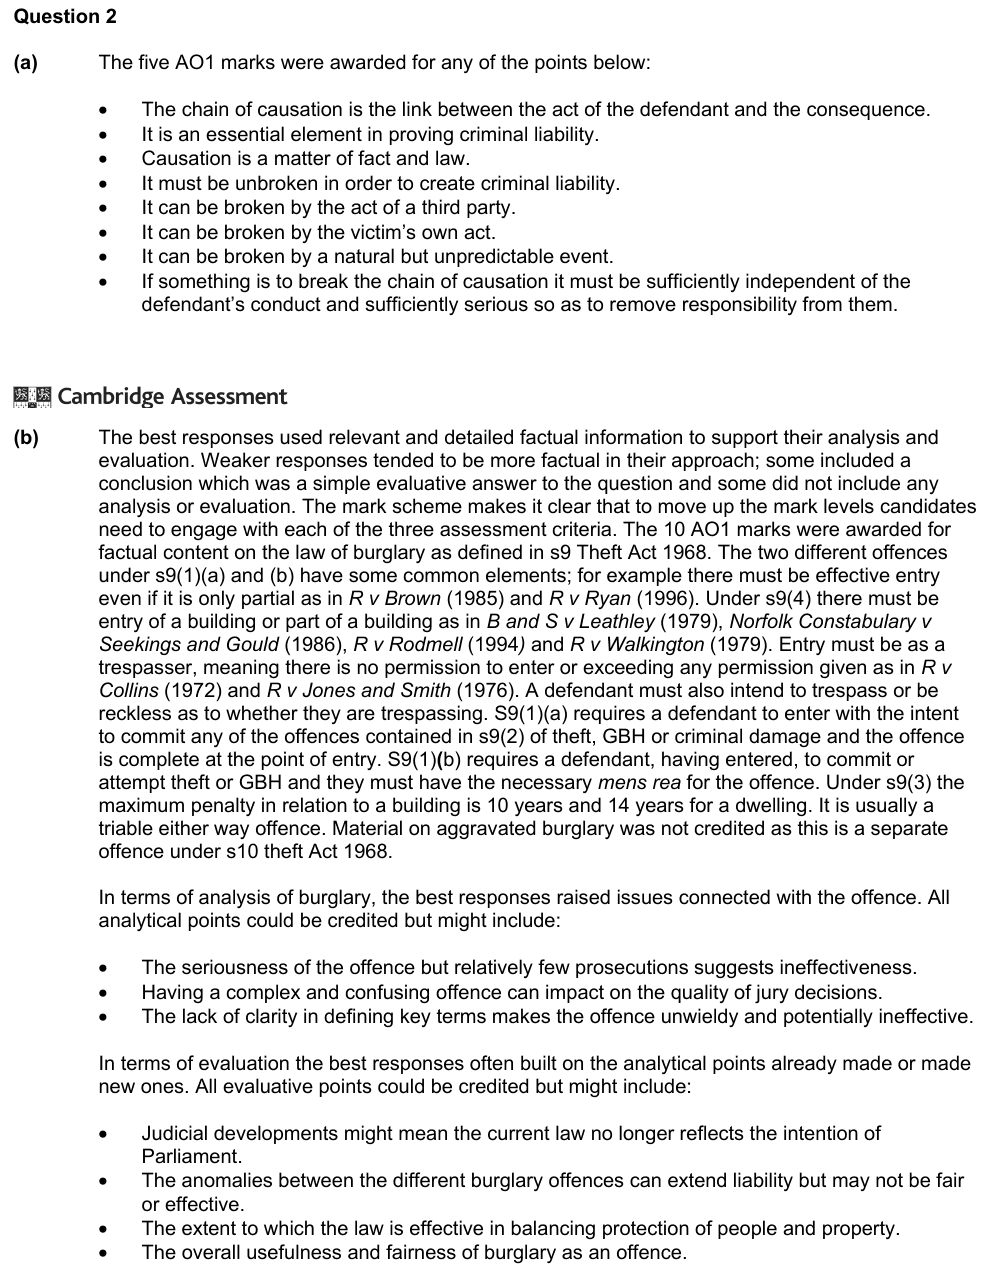 Question 2
(a) The five AO1 marks were awarded for any of the points below:
• The chain of causation is the link between the act of the defendant and the consequence.
• It is an essential element in proving criminal liability.
• Causation is a matter of fact and law.
• It must be unbroken in order to create criminal liability.
• It can be broken by the act of a third party.
• It can be broken by the victim's own act.
• It can be broken by a natural but unpredictable event.
• If something is to break the chain of causation it must be sufficiently independent of the
defendant's conduct and sufficiently serious so as to remove responsibility from them.
Cambridge Assessment
(b) The best responses used relevant and detailed factual information to support their analysis and
evaluation. Weaker responses tended to be more factual in their approach; some included a
conclusion which was a simple evaluative answer to the question and some did not include any
analysis or evaluation. The mark scheme makes it clear that to move up the mark levels candidates
need to engage with each of the three assessment criteria. The 10 AO1 marks were awarded for
factual content on the law of burglary as defined in s9 Theft Act 1968. The two different offences
under s9(1)(a) and (b) have some common elements; for example there must be effective entry
even if it is only partial as in R v Brown (1985) and R v Ryan (1996). Under s9(4) there must be
entry of a building or part of a building as in B and S v Leathley (1979), Norfolk Constabulary v
Seekings and Gould (1986), R v Rodmell (1994) and R v Walkington (1979). Entry must be as a
trespasser, meaning there is no permission to enter or exceeding any permission given as in R v
Collins (1972) and R v Jones and Smith (1976). A defendant must also intend to trespass or be
reckless as to whether they are trespassing. S9(1)(a) requires a defendant to enter with the intent
to commit any of the offences contained in s9(2) of theft, GBH or criminal damage and the offence
is complete at the point of entry. S9(1)(b) requires a defendant, having entered, to commit or
attempt theft or GBH and they must have the necessary mens rea for the offence. Under s9(3) the
maximum penalty in relation to a building is 10 years and 14 years for a dwelling. It is usually a
triable either way offence. Material on aggravated burglary was not credited as this is a separate
offence under s10 theft Act 1968.
In terms of analysis of burglary, the best responses raised issues connected with the offence. All
analytical points could be credited but might include:
• The seriousness of the offence but relatively few prosecutions suggests ineffectiveness.
• Having a complex and confusing offence can impact on the quality of jury decisions.
• The lack of clarity in defining key terms makes the offence unwieldy and potentially ineffective.
In terms of evaluation the best responses often built on the analytical points already made or made
new ones. All evaluative points could be credited but might include:
• Judicial developments might mean the current law no longer reflects the intention of
Parliament.
• The anomalies between the different burglary offences can extend liability but may not be fair
or effective.
• The extent to which the law is effective in balancing protection of people and property.
• The overall usefulness and fairness of burglary as an offence.